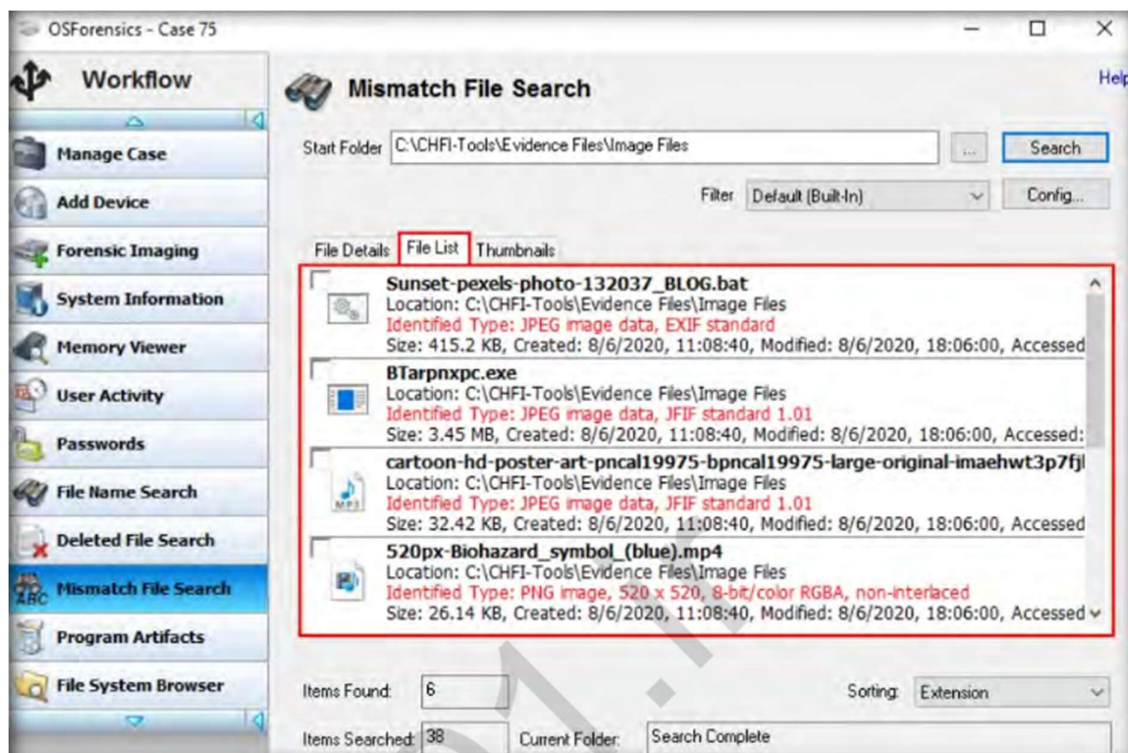 OSForensics - Case 75
Workflow
Manage Case
Add Device
Forensic Imaging
System Information
Memory Viewer
User Activity
Passwords
File Name Search
Deleted File Search
Mismatch File Search
Program Artifacts
File System Browser
Mismatch File Search
Help
Start Folder C:\CHFI-Tools\Evidence Files\Image Files ... Search
Filter Default (Built-In) Config...
File Details File List Thumbnails
Sunset-pexels-photo-132037_BLOG.bat
Location: C:\CHFI-Tools\Evidence Files\Image Files
Identified Type: JPEG image data, EXIF standard
Size: 415.2 KB, Created: 8/6/2020, 11:08:40, Modified: 8/6/2020, 18:06:00, Accessed
BTarpnxpc.exe
Location: C:\CHFI-Tools\Evidence Files\Image Files
Identified Type: JPEG image data, JFIF standard 1.01
Size: 3.45 MB, Created: 8/6/2020, 11:08:40, Modified: 8/6/2020, 18:06:00, Accessed:
MP3
cartoon-hd-poster-art-pncal19975-bpncal19975-large-original-imaehwt3p7fj
Location: C:\CHFI-Tools\Evidence Files\Image Files
Identified Type: JPEG image data, JFIF standard 1.01
Size: 32.42 KB, Created: 8/6/2020, 11:08:40, Modified: 8/6/2020, 18:06:00, Accessed
520px-Biohazard_symbol_(blue).mp4
Location: C:\CHFI-Tools\Evidence Files\Image Files
Identified Type: PNG image, 520 x 520, 8-bit/color RGBA, non-interlaced
Size: 26.14 KB, Created: 8/6/2020, 11:08:40, Modified: 8/6/2020, 18:06:00, Accessed
Items Found: 6 Sorting: Extension
Items Searched: 38 Current Folder: Search Complete
ABC